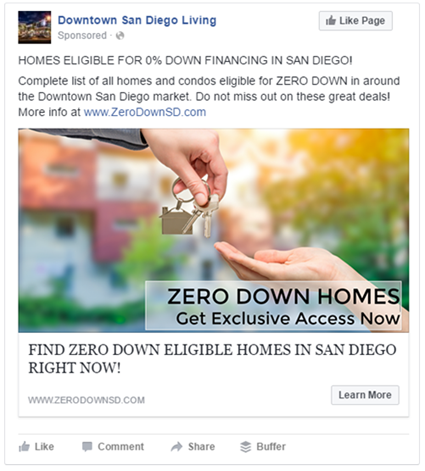 Downtown San Diego Living
Like Page
Sponsored ·
HOMES ELIGIBLE FOR 0% DOWN FINANCING IN SAN DIEGO!
Complete list of all homes and condos eligible for ZERO DOWN in around
the Downtown San Diego market. Do not miss out on these great deals!
More info at www.ZeroDownSD.com
ZERO DOWN HOMES
Get Exclusive Access Now
FIND ZERO DOWN ELIGIBLE HOMES IN SAN DIEGO
RIGHT NOW!
WWW.ZERODOWNSD.COM
Learn More
Like Comment Share Buffer